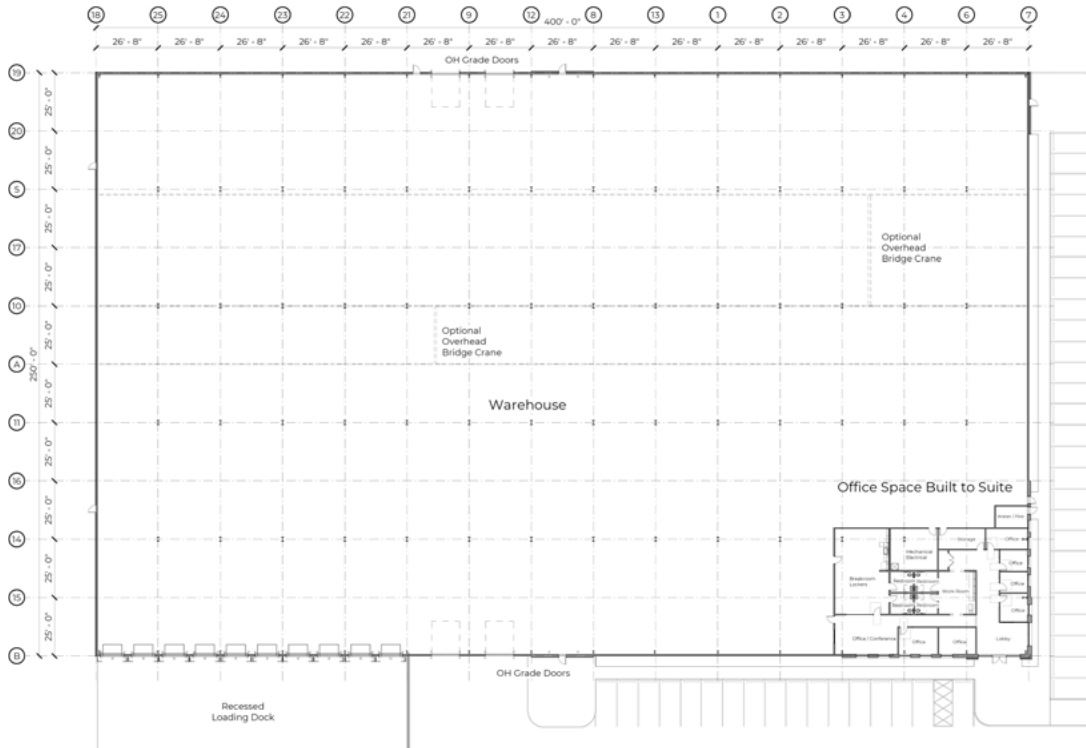 18 25 24 23 22 21 9 12 8 13 1 2 3 4 6 7
400' - 0"
26' - 8" 26' - 8" 26' - 8" 26' - 8" 26' - 8" 26' - 8" 26' - 8" 26' - 8" 26' - 8" 26' - 8" 26' - 8" 26' - 8" 26' - 8" 26' - 8" 26' - 8"
OH Grade Doors
19
25' - 0"
20
25' - 0"
S
25' - 0"
17
Optional
Overhead
Bridge Crane
25' - 0"
10
25' - 0"
Optional
Overhead
Bridge Crane
A
250' - 0"
25' - 0"
Warehouse
11
25' - 0"
16
Office Space Built to Suite
25' - 0"
14
Storage
Office
Mechanical
Electrical
25' - 0"
Office
Breakroom
Lockers
Restroom Restroom
Office
Work Room
15
Restroom Restroom
Office
25' - 0"
Office / Conference
Office
Office
Lobby
B
OH Grade Doors
Recessed
Loading Dock